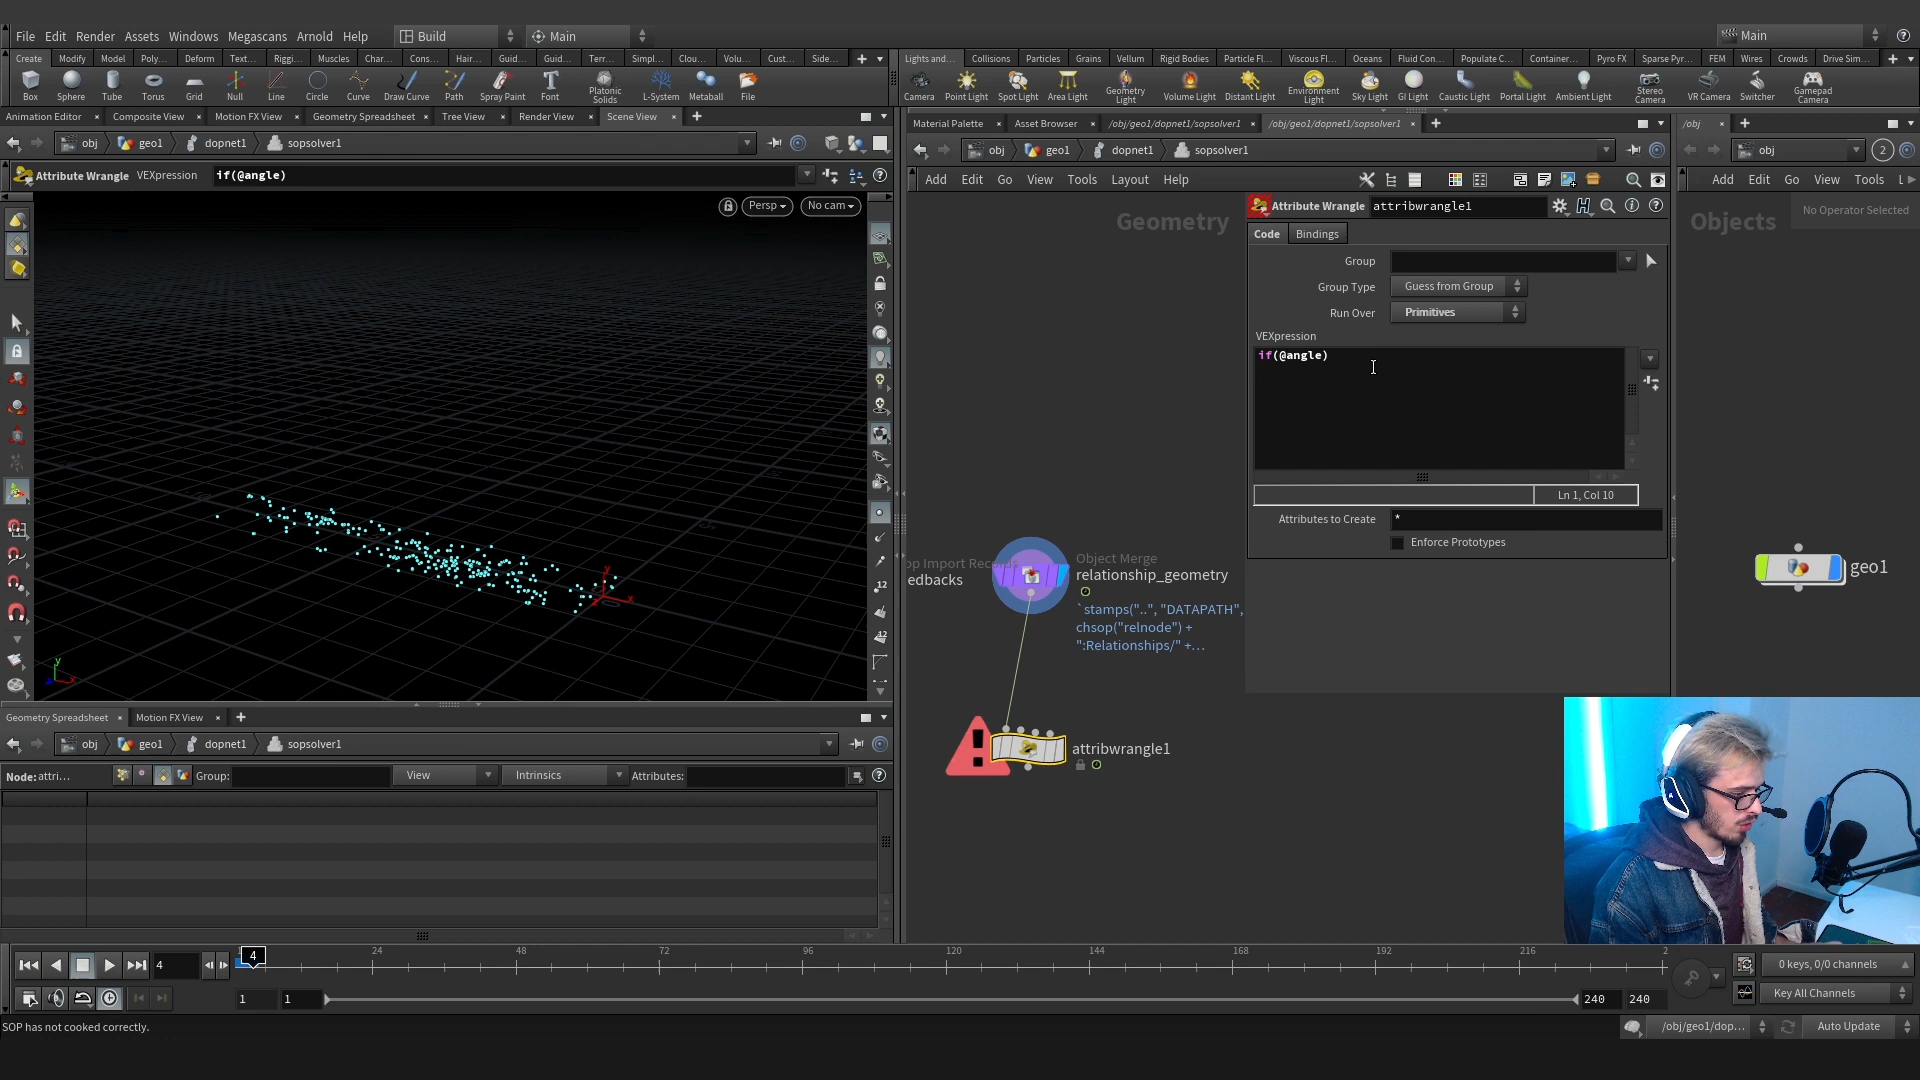 File Edit Render Assets Windows Megascans Arnold Help Build Main Main
Create Modify Model Poly... Deform Text... Riggi... Muscles Char... Cons... Hair... Guid... Guid... Terr... Simpl... Clou... Volu... Cust... Side...
Lights and... Collisions Particles Grains Vellum Rigid Bodies Particle Fl... Viscous Fl... Oceans Fluid Con... Populate C... Container... Pyro FX Sparse Pyr... FEM Wires Crowds Drive Sim...
Box Sphere Tube Torus Grid Null Line Circle Curve Draw Curve Path Spray Paint Font Platonic Solids L-System Metaball File
Camera Point Light Spot Light Area Light Geometry Light Volume Light Distant Light Environment Light Sky Light GI Light Caustic Light Portal Light Ambient Light Stereo Camera VR Camera Switcher Gamepad Camera
Animation Editor Composite View Motion FX View Geometry Spreadsheet Tree View Render View Scene View
Material Palette Asset Browser /obj/geo1/dopnet1/sopsolver1 /obj/geo1/dopnet1/sopsolver1 /obj
obj geo1 dopnet1 sopsolver1
obj geo1 dopnet1 sopsolver1
obj 2
Attribute Wrangle VEXpression if(@angle)
Add Edit Go View Tools Layout Help
Add Edit Go View Tools L
Persp No cam
Geometry
Attribute Wrangle attribwrangle1
Objects
No Operator Selected
Code Bindings
Group
Group Type Guess from Group
Run Over Primitives
VEXpression
if(@angle)
Ln 1, Col 10
Attributes to Create *
Enforce Prototypes
op Import Rec
edbacks
Object Merge
relationship_geometry
`stamps("..", "DATAPATH",
chsop("relnode") +
":Relationships/" +...
attribwrangle1
geo1
12
12
x
y
y
x
Geometry Spreadsheet Motion FX View
obj geo1 dopnet1 sopsolver1
Node: attri... Group: View Intrinsics Attributes:
4 4 24 48 72 96 120 144 168 192 216 2
0 keys, 0/0 channels
1 1 240 240
Key All Channels
SOP has not cooked correctly.
/obj/geo1/dop... Auto Update